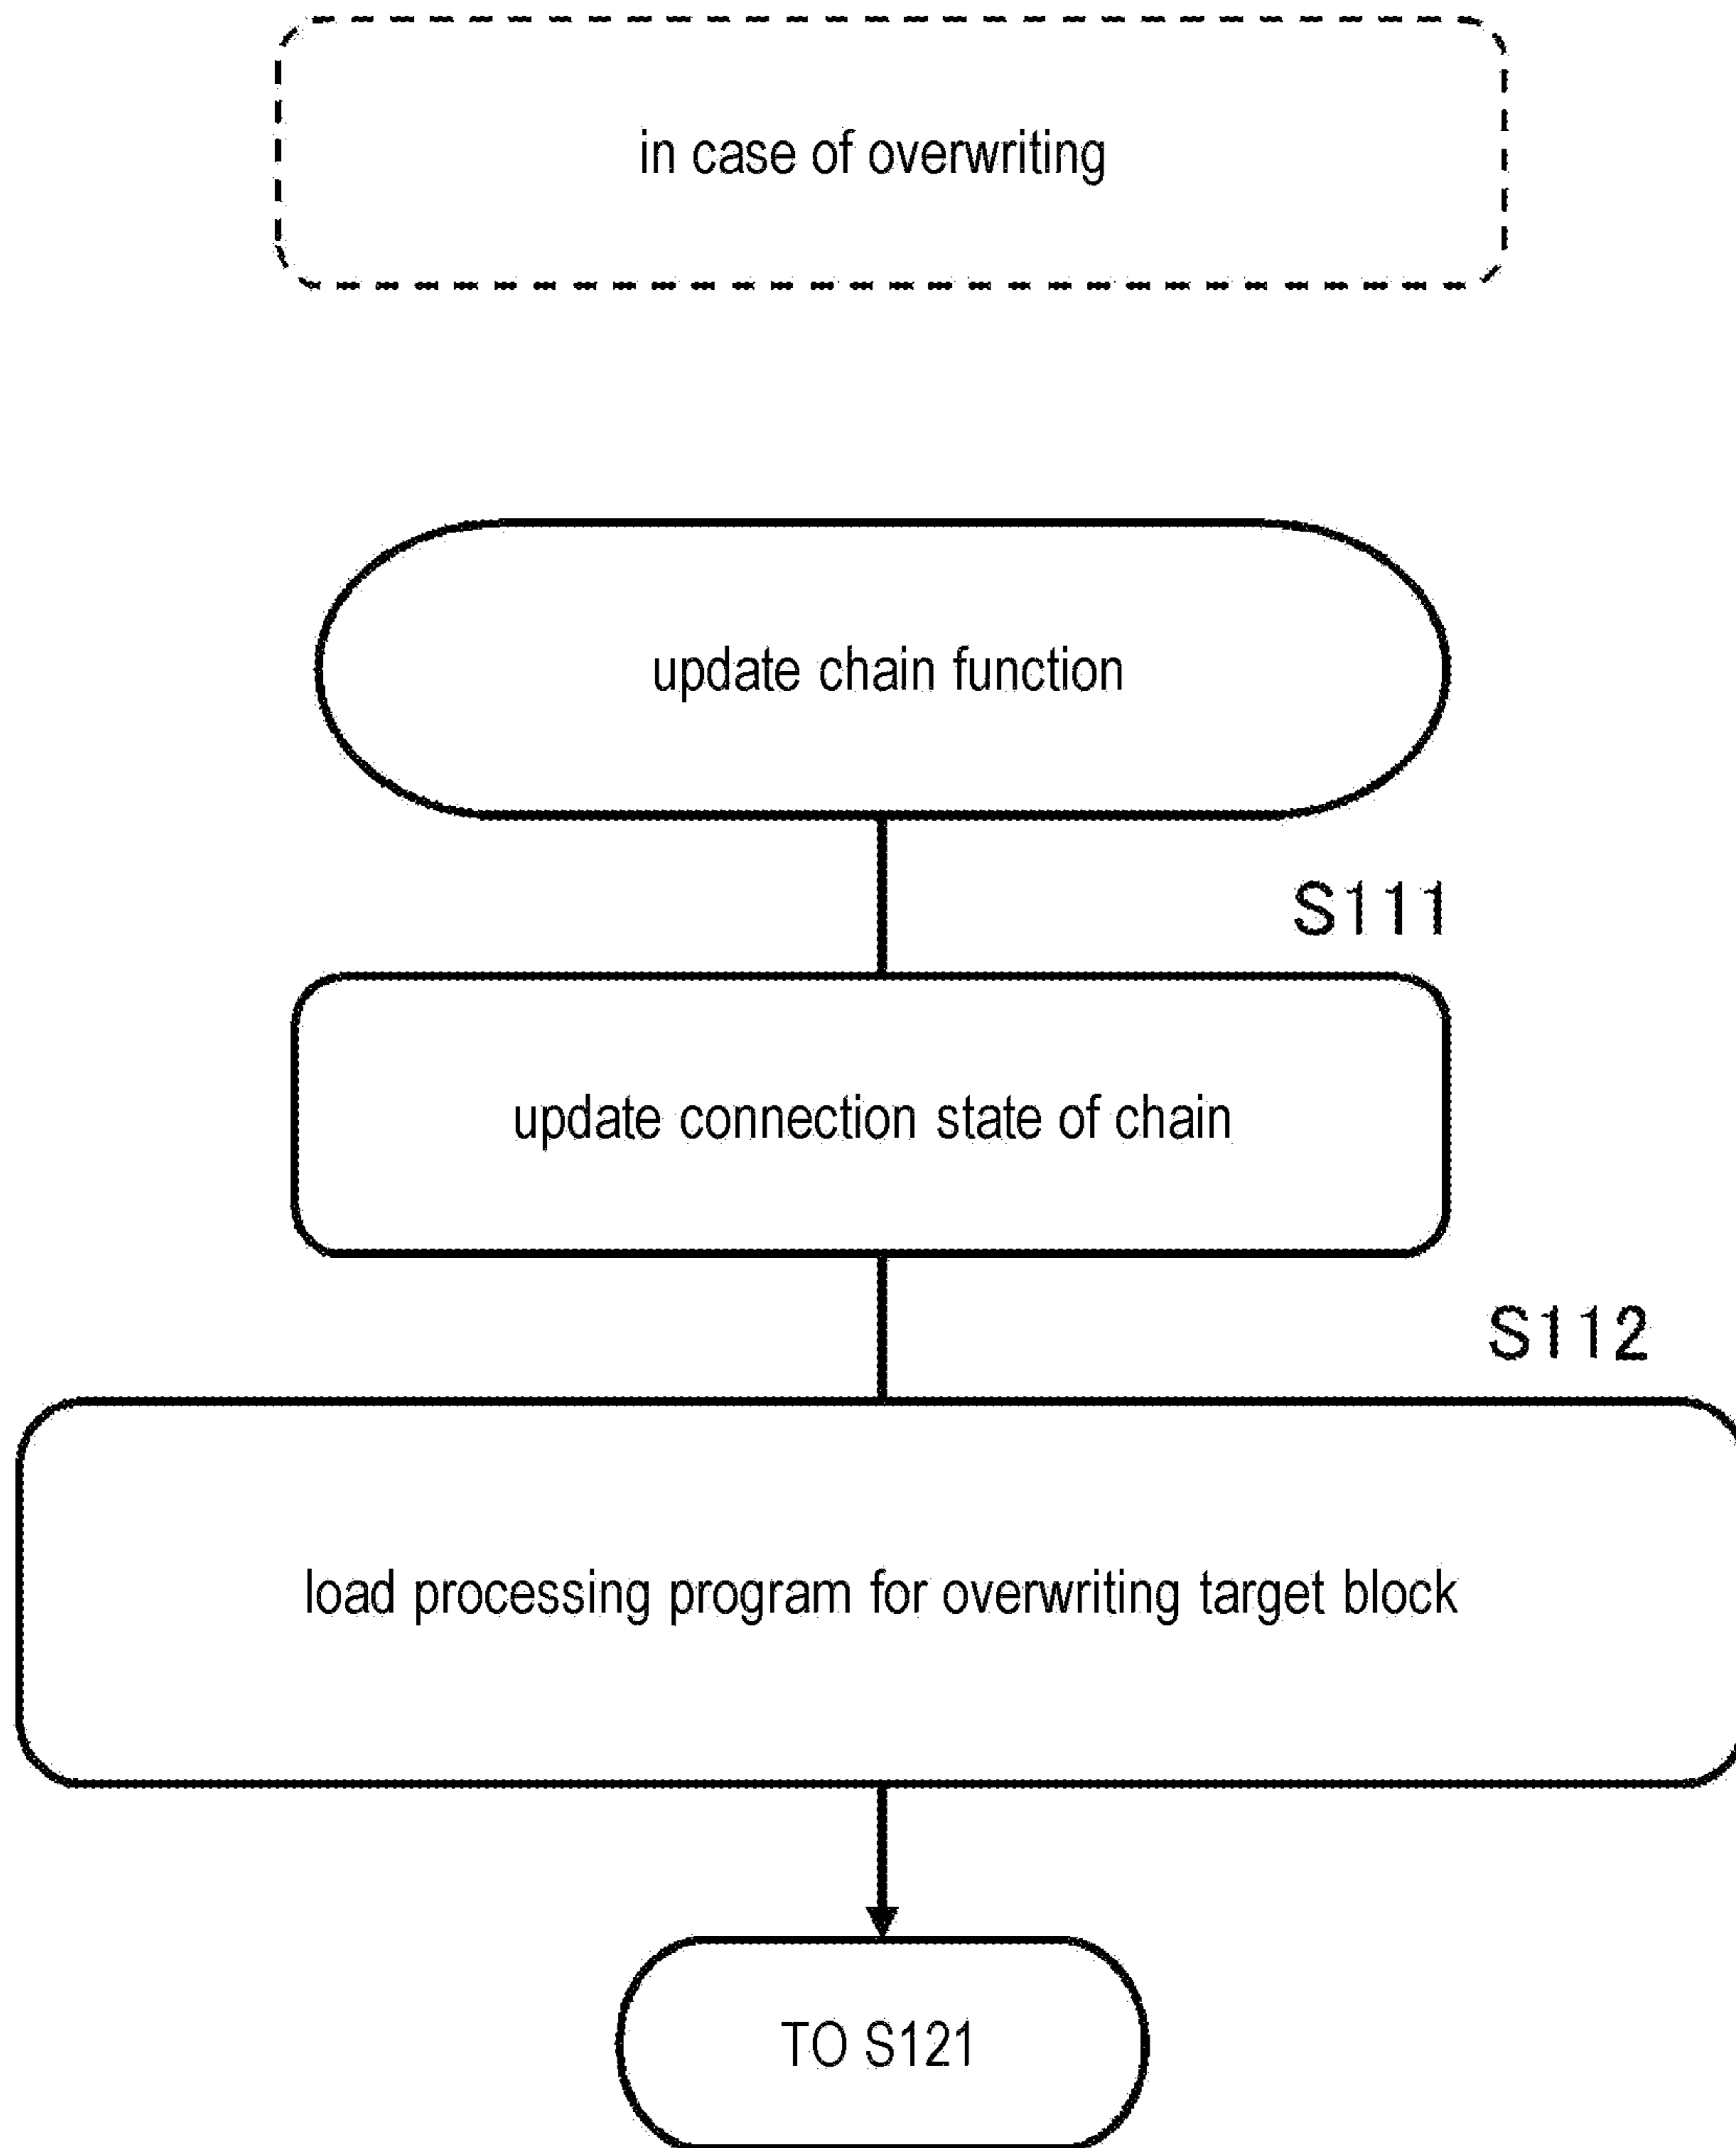 in case of overwriting
update chain function
S111
update connection state of chain
S112
load processing program for overwriting target block
TO S121